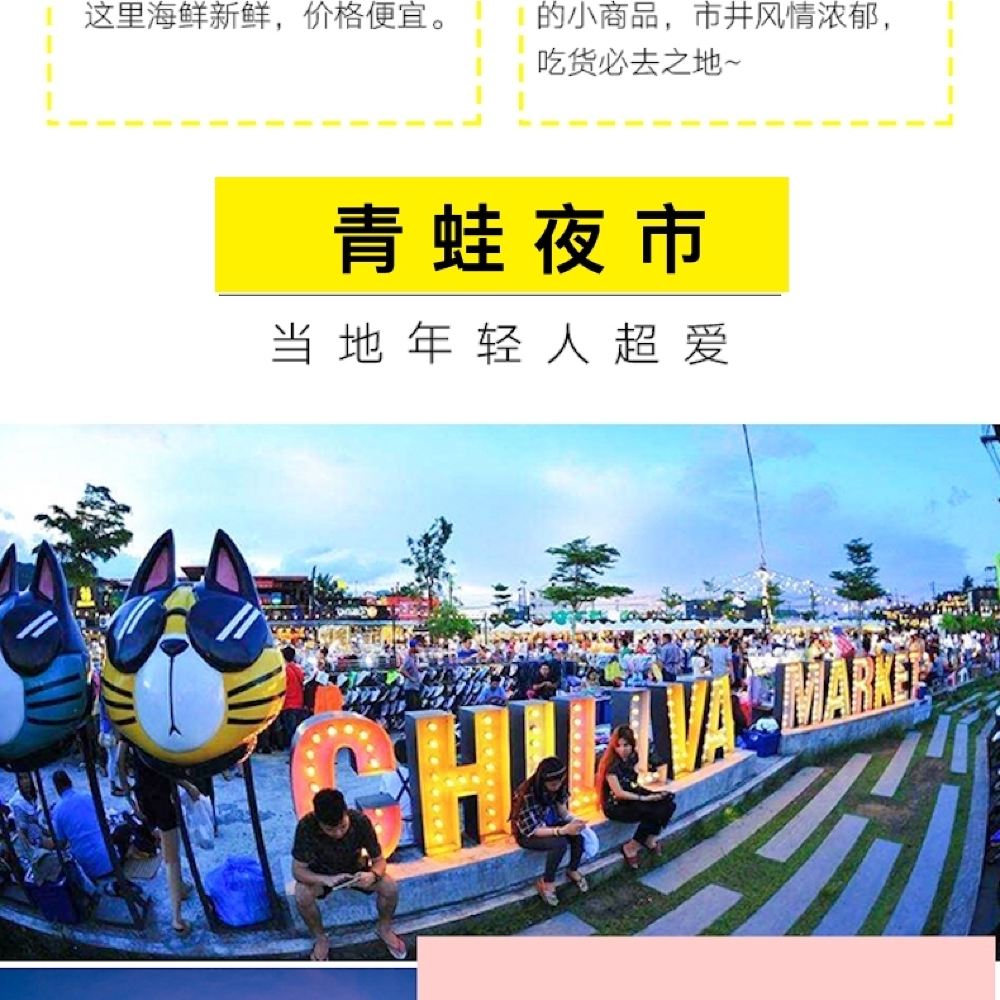 这里海鲜新鲜，价格便宜。
的小商品，市井风情浓郁，
吃货必去之地~
青蛙夜市
当地年轻人超爱
CHILLVA MARKET